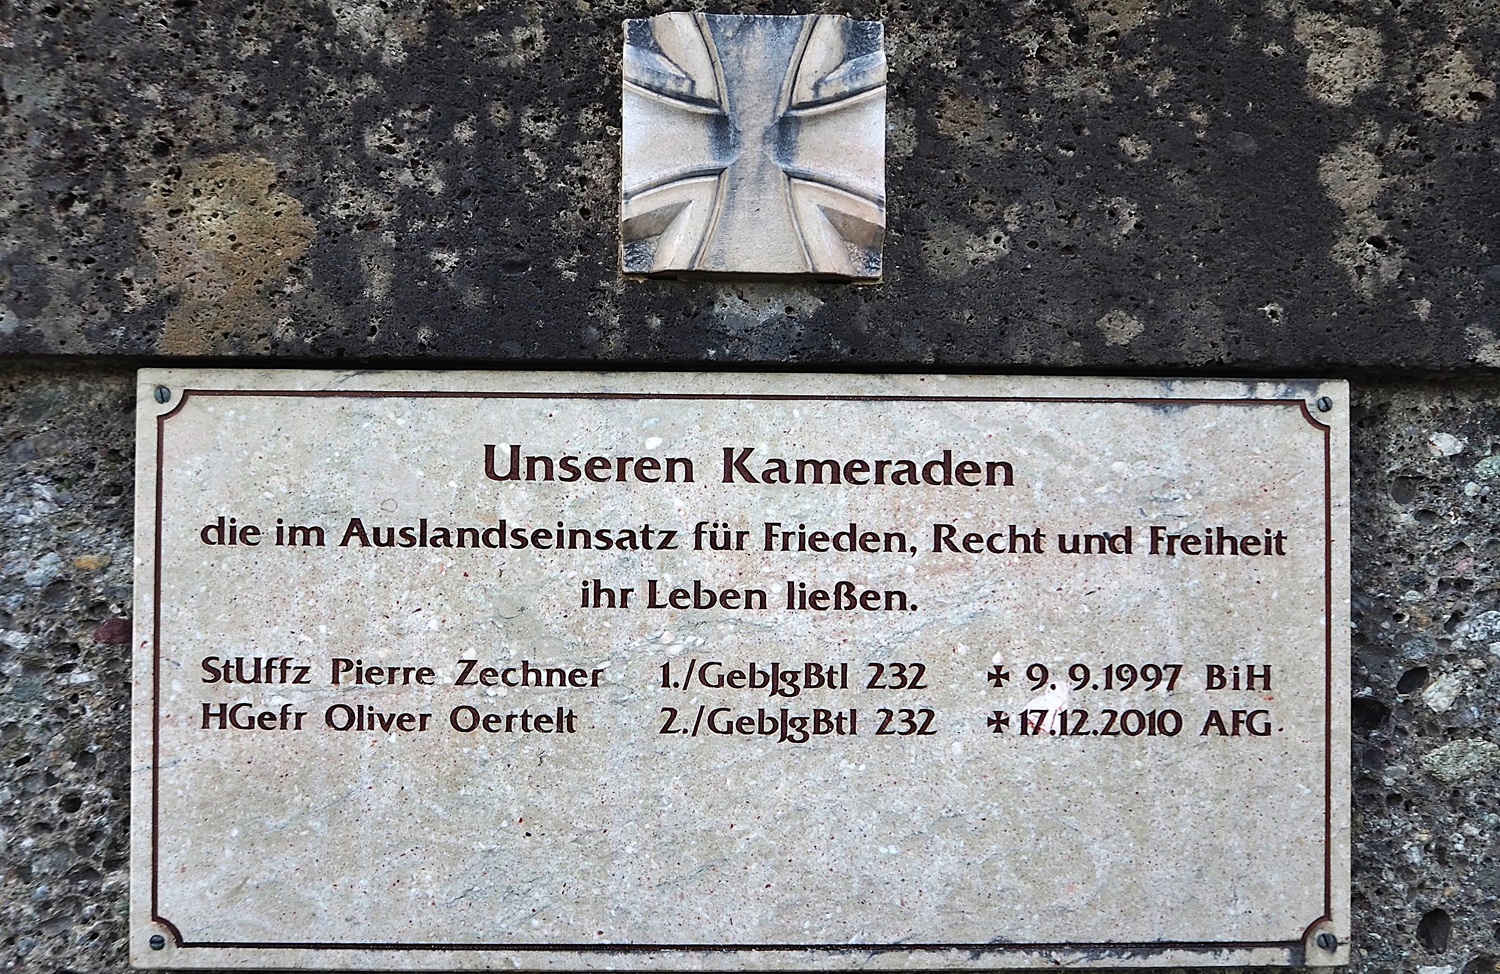 Unseren Kameraden
die im Auslandseinsatz für Frieden, Recht und Freiheit
ihr Leben ließen.
StUffz Pierre Zechner 1./GebJgBtl 232 ✠ 9.9.1997 BiH
HGefr Oliver Oertelt 2./GebJgBtl 232 ✠ 17.12.2010 AFG